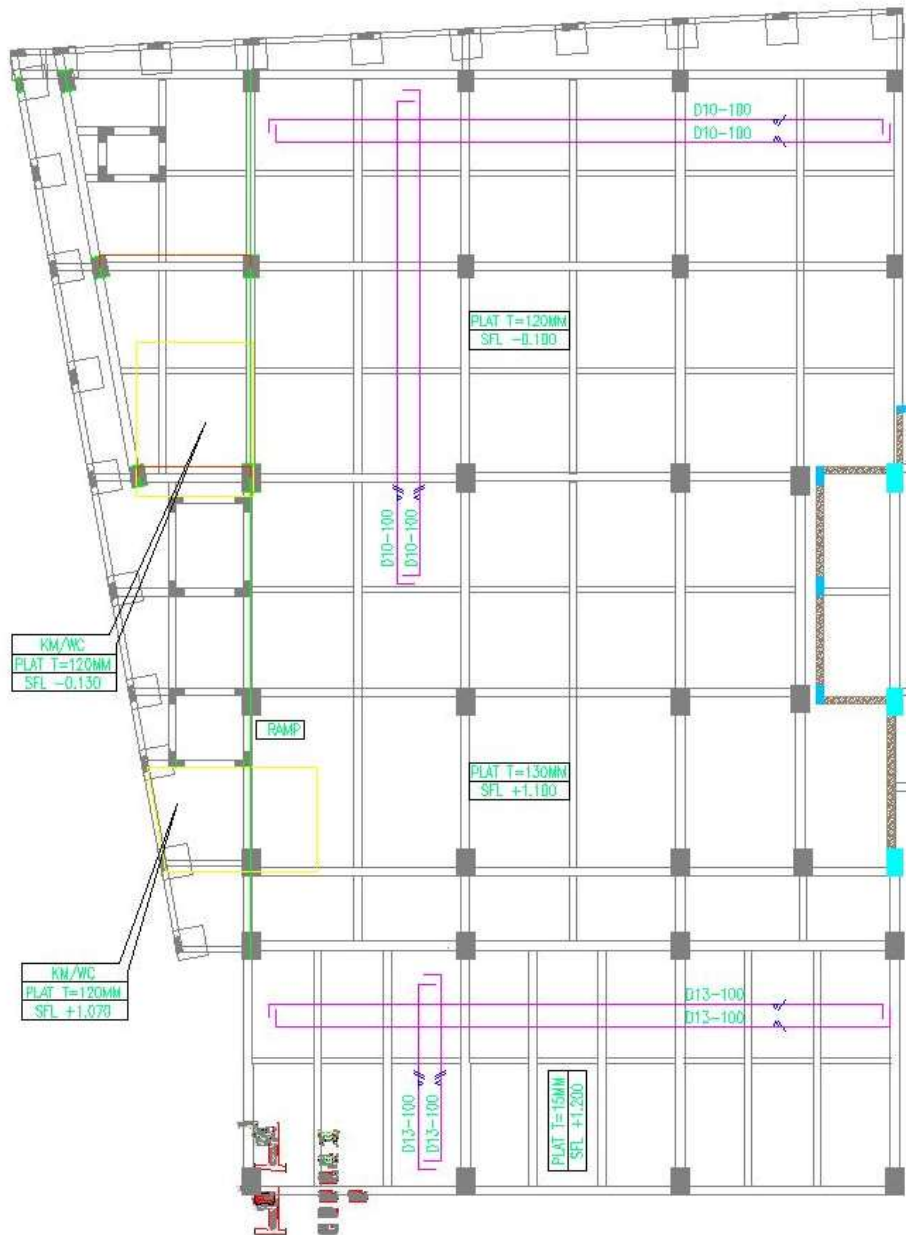 D10-100
D10-100
PLAT T=120MM
SFL -0.100
D10-100
D10-100
KM/WC
PLAT T=120MM
SFL -0.130
RAMP
PLAT T=130MM
SFL +1.100
KM/WC
PLAT T=120MM
SFL +1.070
D13-100
D13-100
D13-100
D13-100
PLAT T=15MM
SFL +1.200